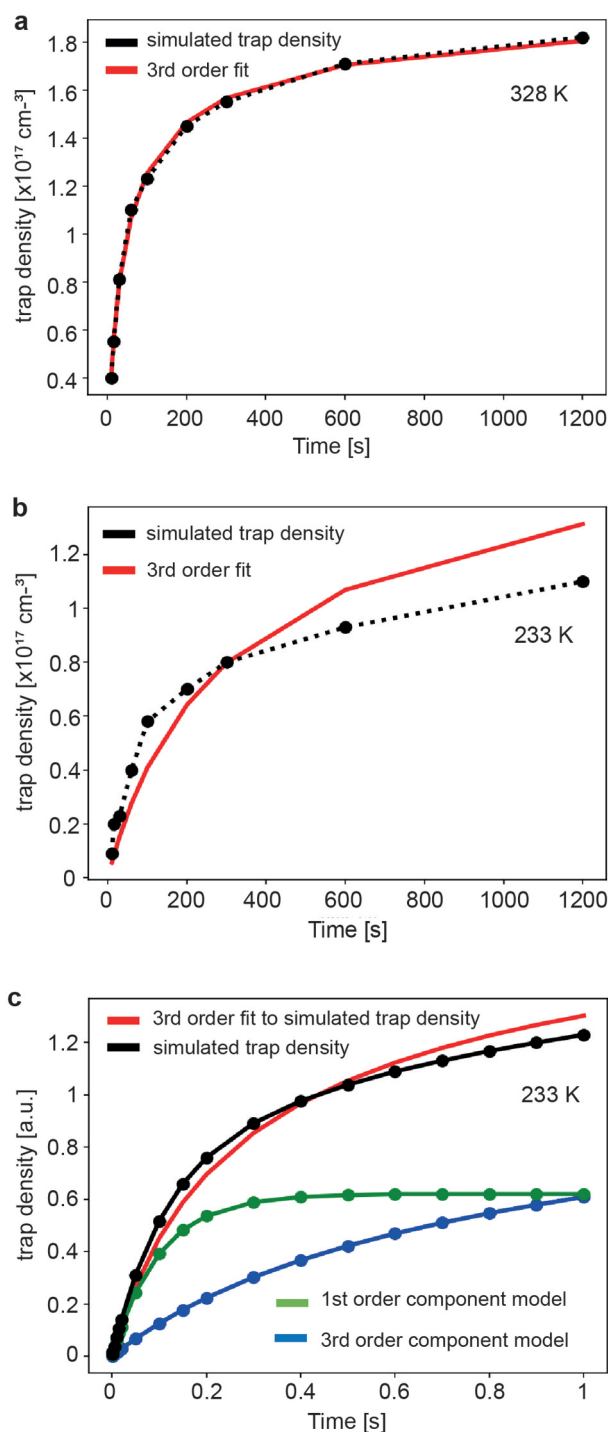 a
simulated trap density
3rd order fit
328 K
trap density [x10¹⁷ cm⁻³]
1.8
1.6
1.4
1.2
1
0.8
0.6
0.4
0 200 400 600 800 1000 1200
Time [s]
b
simulated trap density
3rd order fit
233 K
trap density [x10¹⁷ cm⁻³]
1.2
1
0.8
0.6
0.4
0.2
0
0 200 400 600 800 1000 1200
Time [s]
c
3rd order fit to simulated trap density
simulated trap density
233 K
trap density [a.u.]
1.2
1
0.8
0.6
0.4
0.2
0
1st order component model
3rd order component model
0 0.2 0.4 0.6 0.8 1
Time [s]